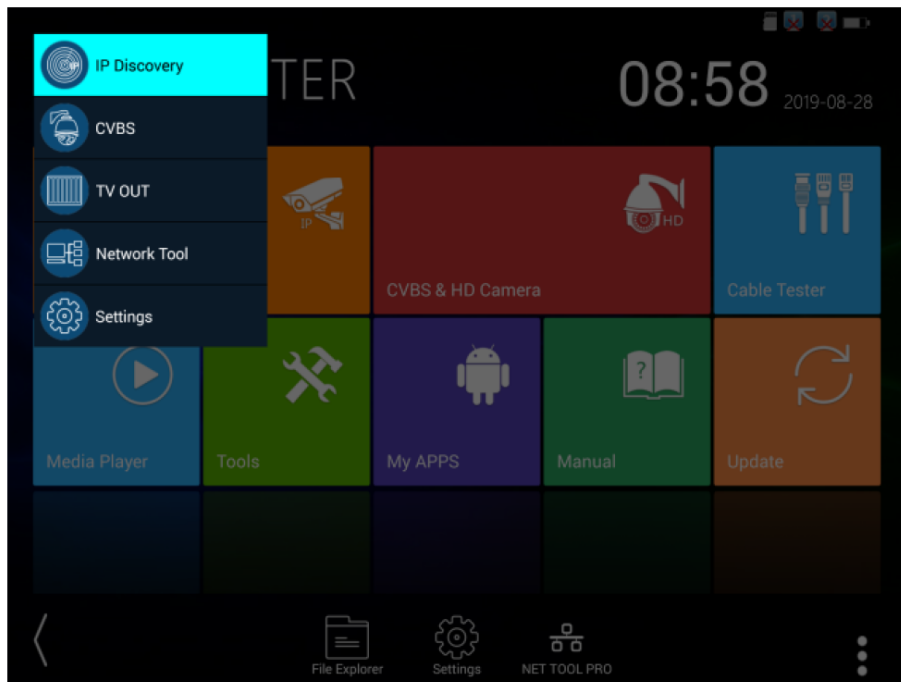 IP Discovery
TER
08:58
2019-08-28
CVBS
TV OUT
Network Tool
Settings
IP
HD
CVBS & HD Camera
Cable Tester
?
Media Player
Tools
My APPS
Manual
Update
File Explorer
Settings
NET TOOL PRO